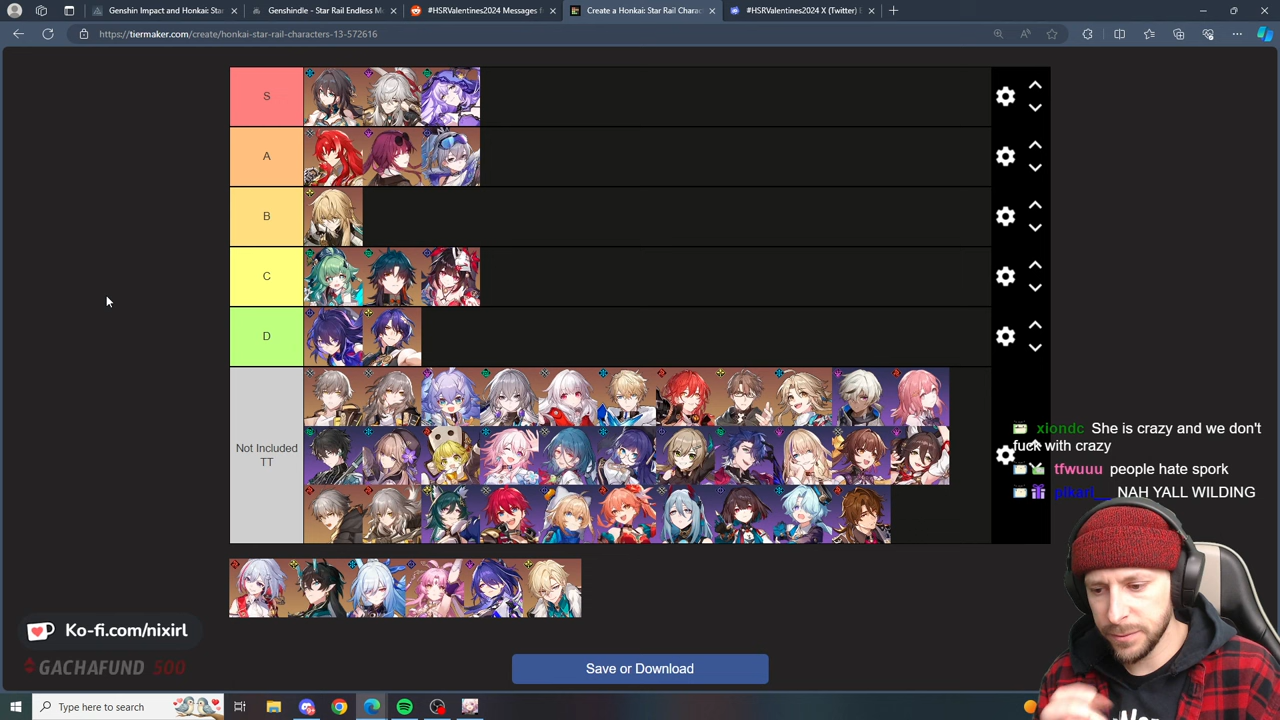 Genshin Impact and Honkai: Star
Genshindle - Star Rail Endless M
#HSRValentines2024 Messages f
Create a Honkai: Star Rail Charac
#HSRValentines2024 X (Twitter) E
https://tiermaker.com/create/honkai-star-rail-characters-13-572616
S
A
B
C
D
Not Included
TT
xiondc She is crazy and we don't
fuck with crazy
tfwuuu people hate spork
NAH YALL WILDING
Ko-fi.com/nixirl
GACHAFUND 500
Save or Download
Type here to search